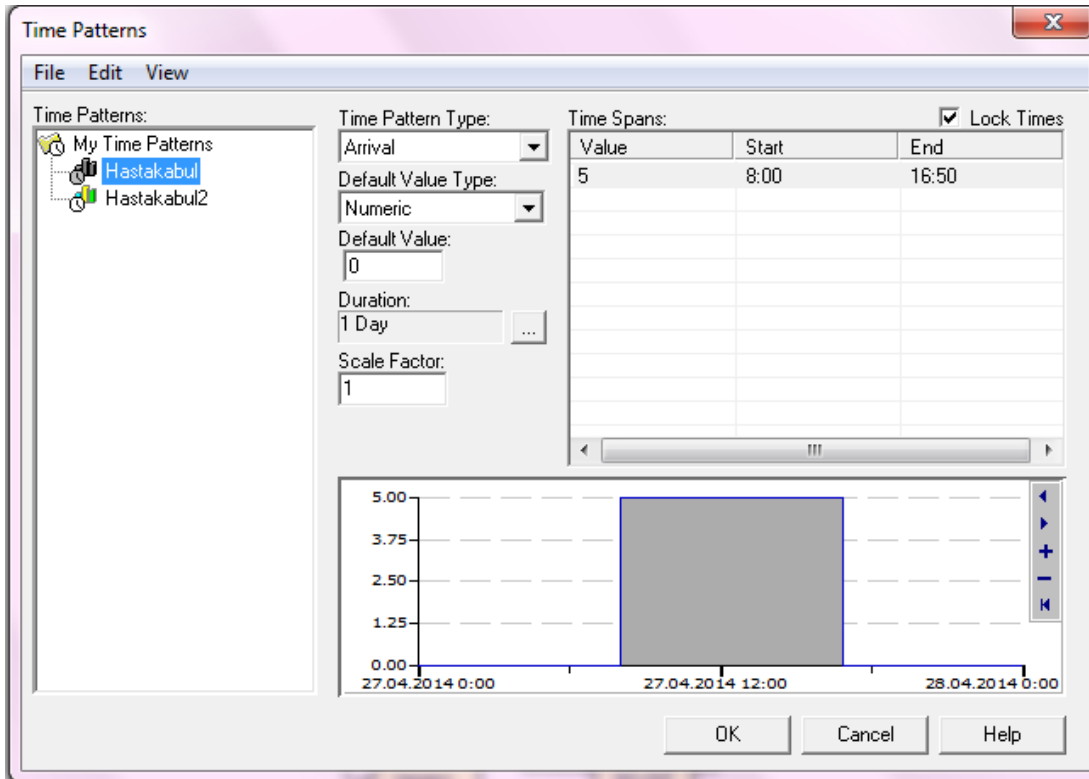 Time Patterns
File Edit View
Time Patterns:
My Time Patterns
Hastakabul
Hastakabul2
Time Pattern Type:
Arrival
Default Value Type:
Numeric
Default Value:
0
Duration:
1 Day ...
Scale Factor:
1
Time Spans: Lock Times
Value Start End
5 8:00 16:50
5.00
3.75
2.50
1.25
0.00
27.04.2014 0:00 27.04.2014 12:00 28.04.2014 0:00
OK Cancel Help